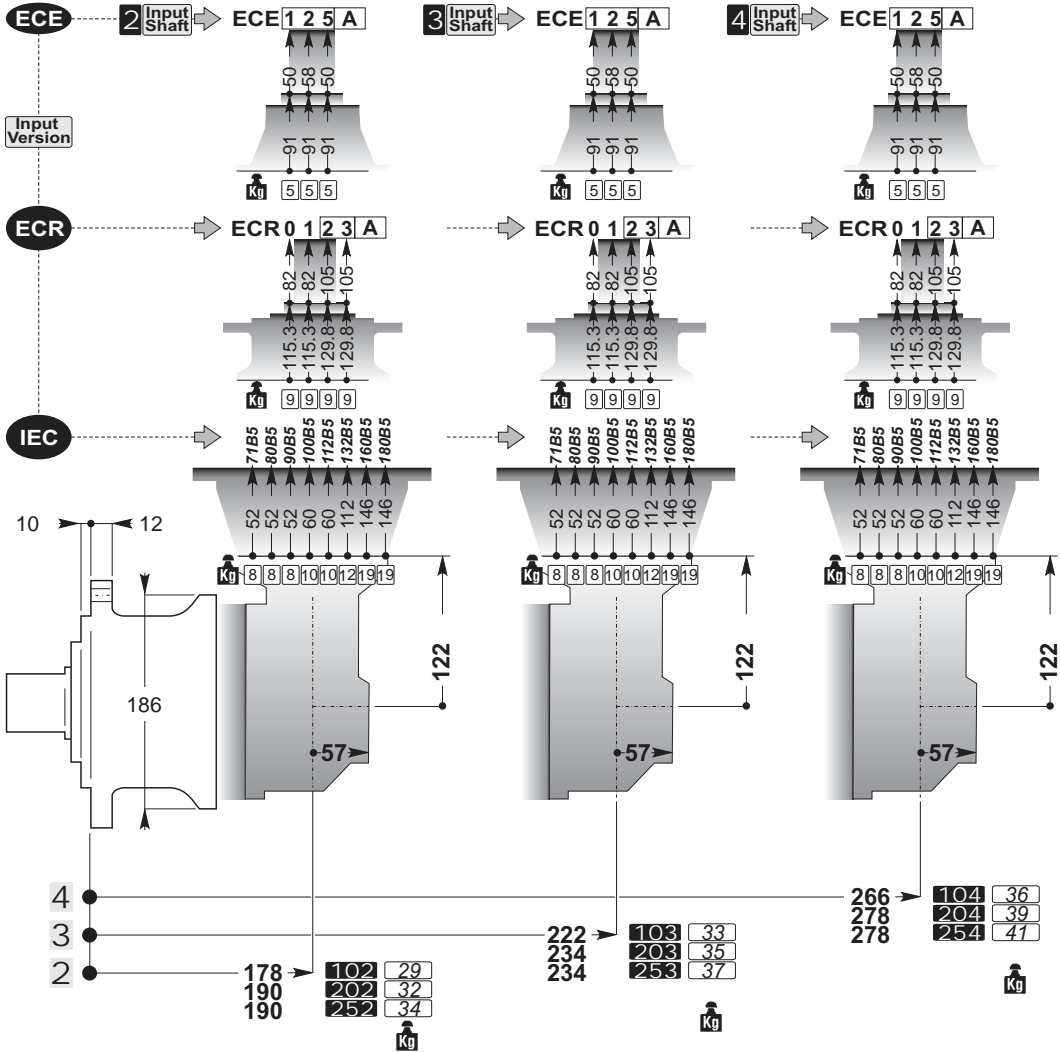 ECE 2 Input Shaft ECE 1 2 5 A 3 Input Shaft ECE 1 2 5 A 4 Input Shaft ECE 1 2 5 A
50 58 50 50 58 50 50 58 50
91 91 91 91 91 91 91 91 91
Input Version
Kg 5 5 5 Kg 5 5 5 Kg 5 5 5
ECR ECR 0 1 2 3 A ECR 0 1 2 3 A ECR 0 1 2 3 A
82 82 105 105 82 82 105 105 82 82 105 105
115.3 115.3 129.8 129.8 115.3 115.3 129.8 129.8 115.3 115.3 129.8 129.8
Kg 9 9 9 9 Kg 9 9 9 9 Kg 9 9 9 9
IEC 71B5 80B5 90B5 100B5 112B5 132B5 160B5 180B5 71B5 80B5 90B5 100B5 112B5 132B5 160B5 180B5 71B5 80B5 90B5 100B5 112B5 132B5 160B5 180B5
52 52 52 60 60 112 146 146 52 52 52 60 60 112 146 146 52 52 52 60 60 112 146 146
10 12
Kg 8 8 8 10 10 12 19 19 Kg 8 8 8 10 10 12 19 19 Kg 8 8 8 10 10 12 19 19
122 122 122
186
57 57 57
4 266 104 36
278 204 39
278 254 41
Kg
3 222 103 33
234 203 35
234 253 37
Kg
2 178 102 29
190 202 32
190 252 34
Kg